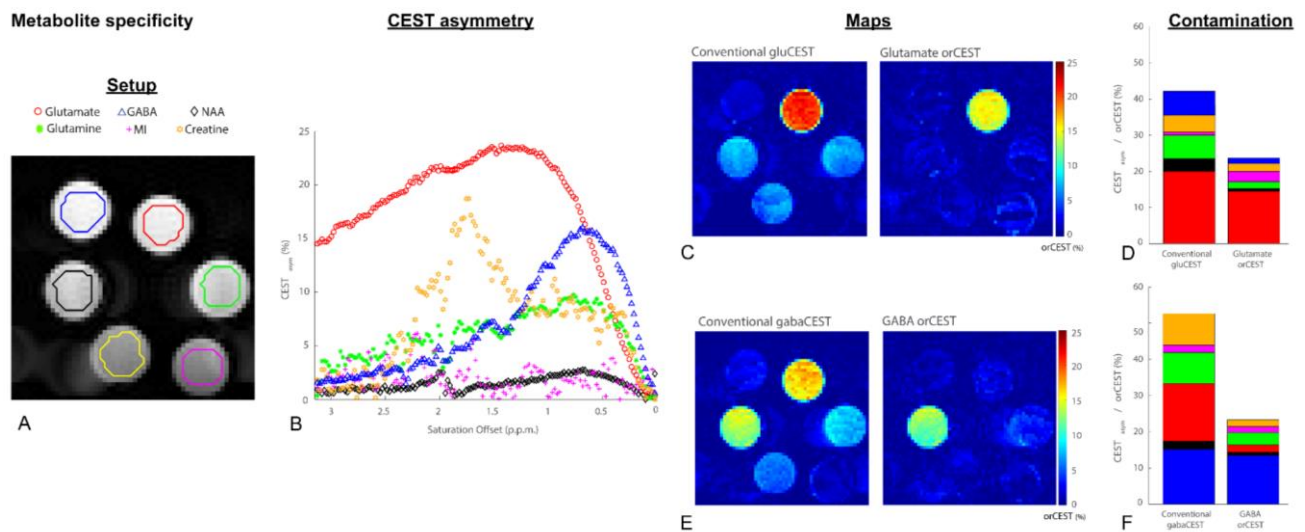 Metabolite specificity
CEST asymmetry
Maps
Contamination
Setup
Glutamate
GABA
NAA
Glutamine
MI
Creatine
A
25
20
15
10
5
0
CEST asym (%)
3
2.5
2
1.5
1
0.5
0
Saturation Offset (p.p.m.)
B
Conventional gluCEST
Glutamate orCEST
25
20
15
10
5
0
orCEST (%)
C
60
50
40
30
20
10
0
CEST asym / orCEST (%)
Conventional
gluCEST
Glutamate
orCEST
D
Conventional gabaCEST
GABA orCEST
25
20
15
10
5
0
orCEST (%)
E
60
50
40
30
20
10
0
CEST asym / orCEST (%)
Conventional
gabaCEST
GABA
orCEST
F